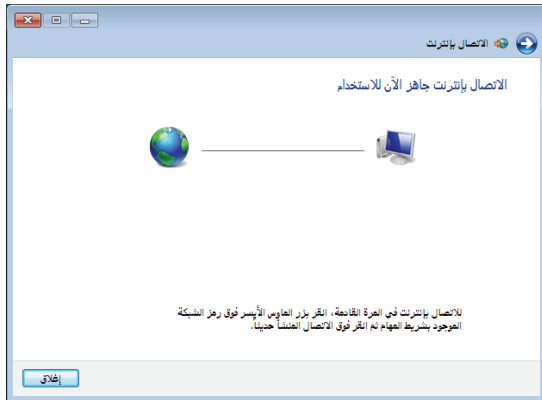 الاتصال بإنترنت
الاتصال بإنترنت جاهز الآن للاستخدام
للاتصال بإنترنت في المرة القادمة، انقر بزر الماوس الأيسر فوق رمز الشبكة
الموجود بشريط المهام ثم انقر فوق الاتصال المنشأ حديثاً.
إغلاق